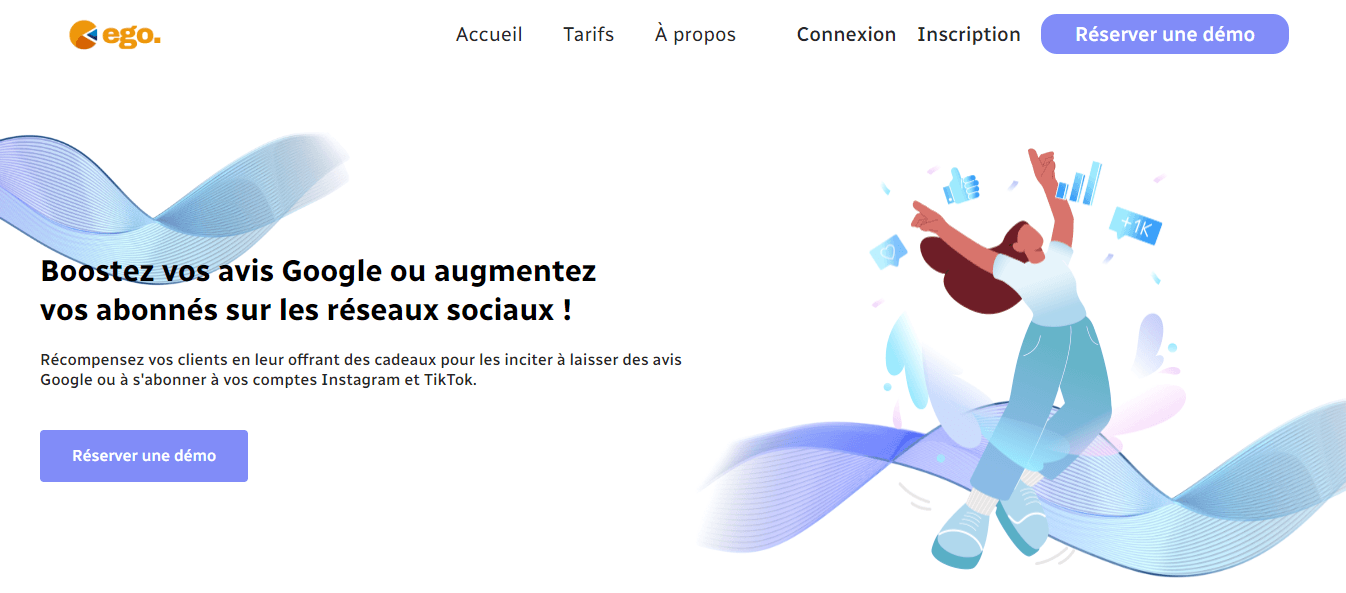 ego.
Accueil Tarifs À propos Connexion Inscription Réserver une démo
+1K
Boostez vos avis Google ou augmentez
vos abonnés sur les réseaux sociaux !
Récompensez vos clients en leur offrant des cadeaux pour les inciter à laisser des avis
Google ou à s'abonner à vos comptes Instagram et TikTok.
Réserver une démo